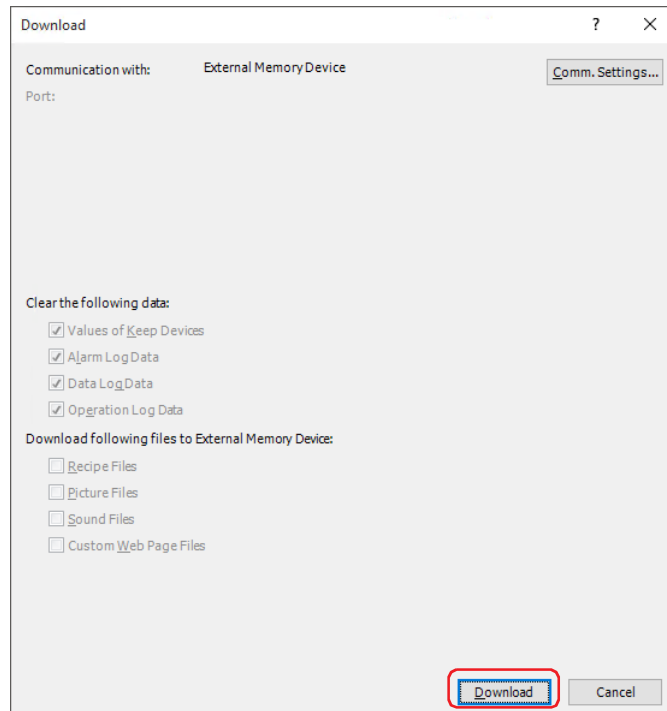 Download
Communication with: External Memory Device Comm. Settings...
Port:
Clear the following data:
Values of Keep Devices
Alarm Log Data
Data Log Data
Operation Log Data
Download following files to External Memory Device:
Recipe Files
Picture Files
Sound Files
Custom Web Page Files
Download Cancel